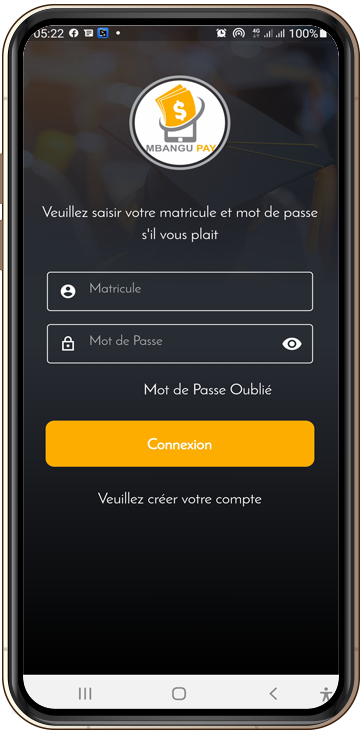 05:22
4G 100%
$
MBANGU PAY
Veuillez saisir votre matricule et mot de passe
s'il vous plait
Matricule
Mot de Passe
Mot de Passe Oublié
Connexion
Veuillez créer votre compte